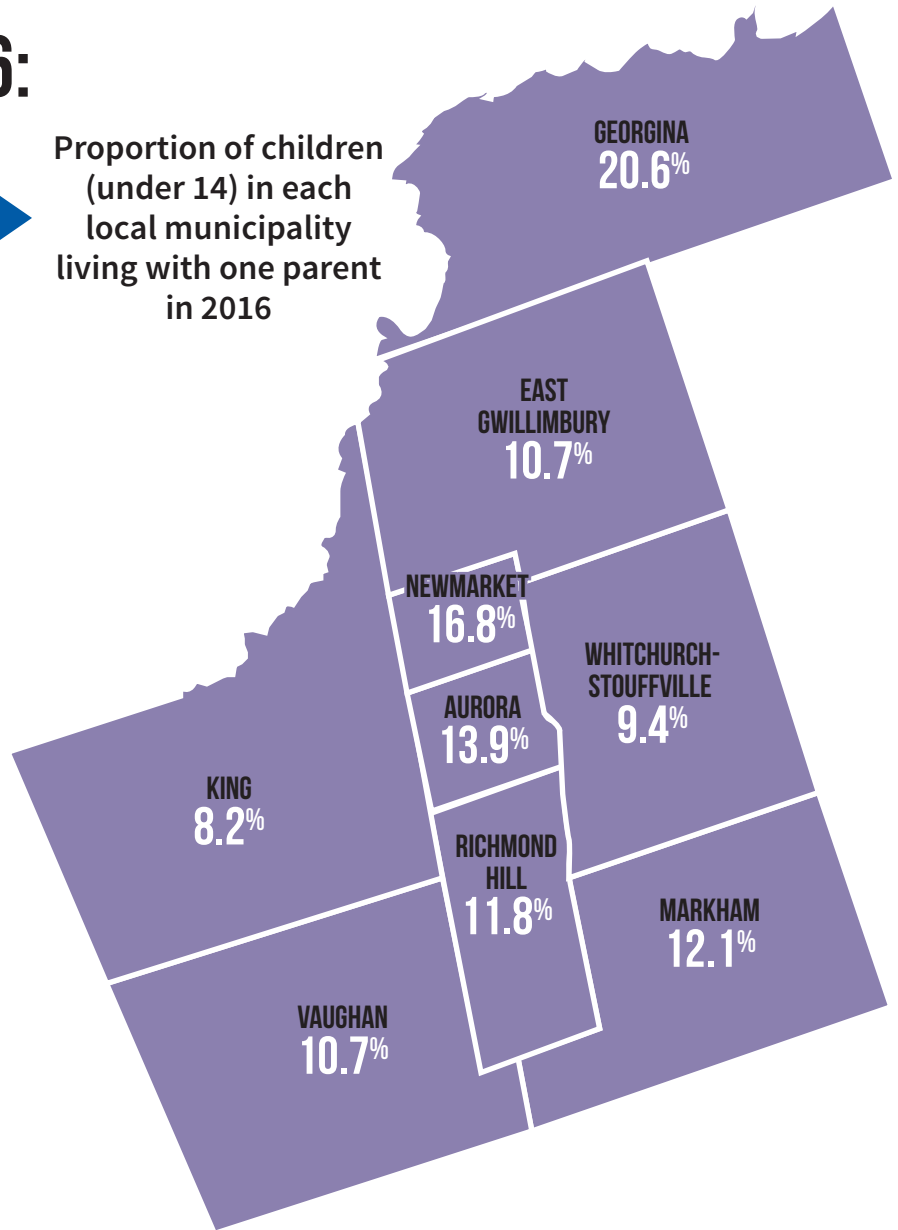 6:
Proportion of children
(under 14) in each
local municipality
living with one parent
in 2016
GEORGINA
20.6%
EAST
GWILLIMBURY
10.7%
NEWMARKET
16.8%
WHITCHURCH-
STOUFFVILLE
9.4%
AURORA
13.9%
KING
8.2%
RICHMOND
HILL
11.8%
MARKHAM
12.1%
VAUGHAN
10.7%